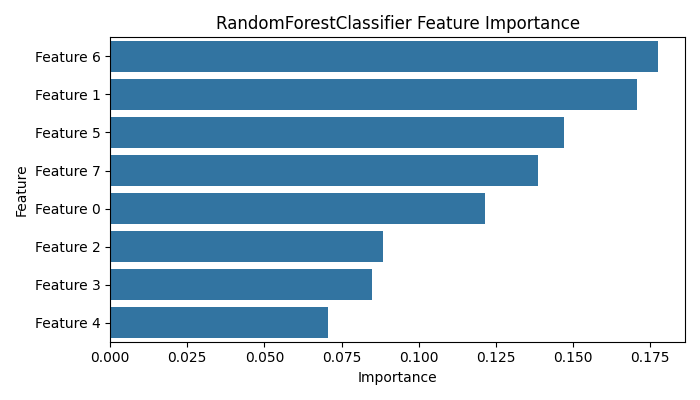 RandomForestClassifier Feature Importance
Feature
Feature 6
Feature 1
Feature 5
Feature 7
Feature 0
Feature 2
Feature 3
Feature 4
0.000 0.025 0.050 0.075 0.100 0.125 0.150 0.175
Importance